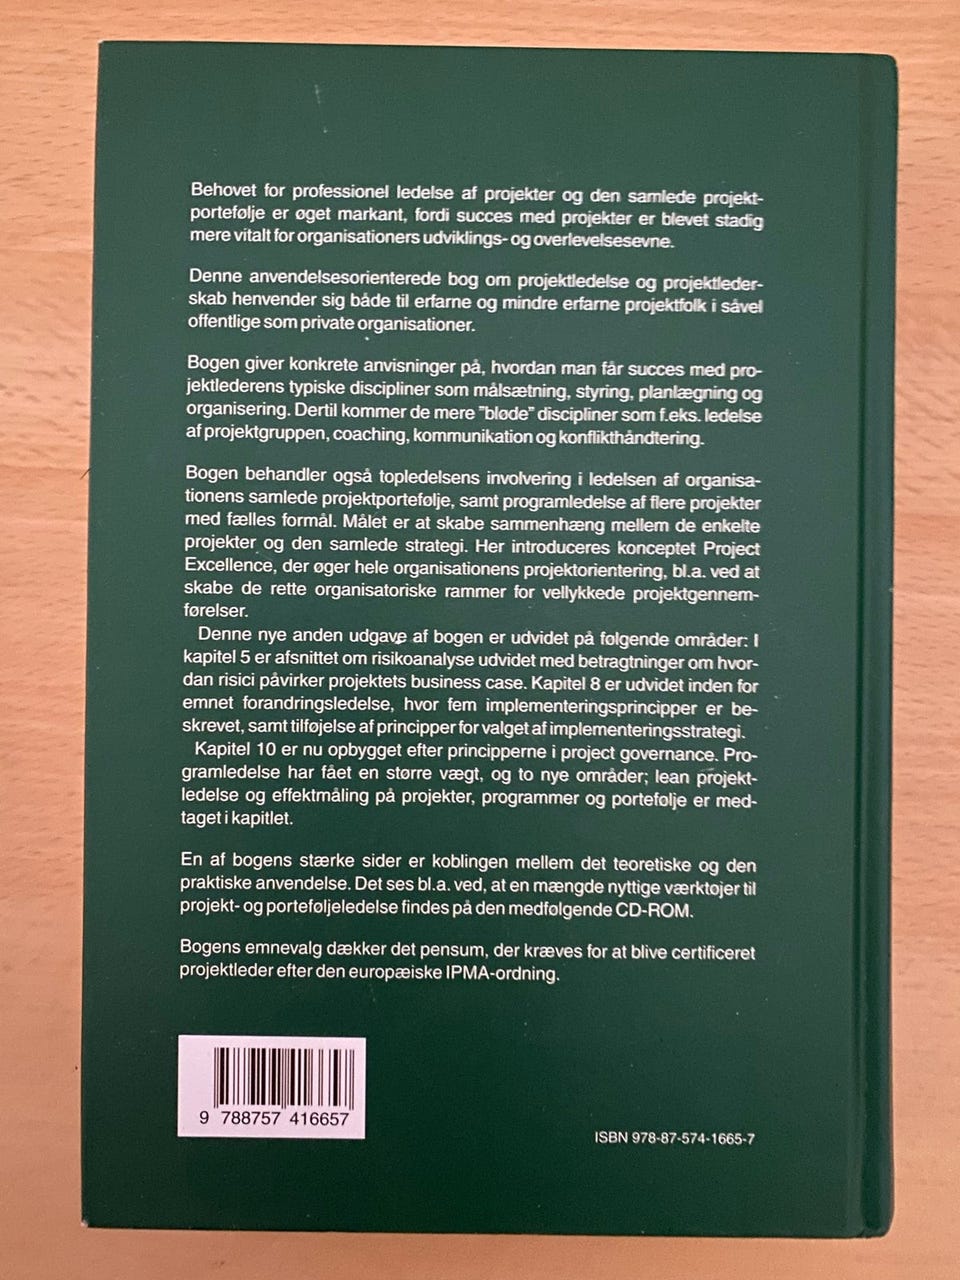 Behovet for professionel ledelse af projekter og den samlede projekt-
portefølje er øget markant, fordi succes med projekter er blevet stadig
mere vitalt for organisationers udviklings- og overlevelsesevne.
Denne anvendelsesorienterede bog om projektledelse og projektleder-
skab henvender sig både til erfarne og mindre erfarne projektfolk i såvel
offentlige som private organisationer.
Bogen giver konkrete anvisninger på, hvordan man får succes med pro-
jektlederens typiske discipliner som målsætning, styring, planlægning og
organisering. Dertil kommer de mere "bløde" discipliner som f.eks. ledelse
af projektgruppen, coaching, kommunikation og konflikthåndtering.
Bogen behandler også topledelsens involvering i ledelsen af organisa-
tionens samlede projektportefølje, samt programledelse af flere projekter
med fælles formål. Målet er at skabe sammenhæng mellem de enkelte
projekter og den samlede strategi. Her introduceres konceptet Project
Excellence, der øger hele organisationens projektorientering, bl.a. ved at
skabe de rette organisatoriske rammer for vellykkede projektgennem-
førelser.
Denne nye anden udgave af bogen er udvidet på følgende områder: I
kapitel 5 er afsnittet om risikoanalyse udvidet med betragtninger om hvor-
dan risici påvirker projektets business case. Kapitel 8 er udvidet inden for
emnet forandringsledelse, hvor fem implementeringsprincipper er be-
skrevet, samt tilføjelse af principper for valget af implementeringsstrategi.
Kapitel 10 er nu opbygget efter principperne i project governance. Pro-
gramledelse har fået en større vægt, og to nye områder; lean projekt-
ledelse og effektmåling på projekter, programmer og portefølje er med-
taget i kapitlet.
En af bogens stærke sider er koblingen mellem det teoretiske og den
praktiske anvendelse. Det ses bl.a. ved, at en mængde nyttige værktøjer til
projekt- og porteføljeledelse findes på den medfølgende CD-ROM.
Bogens emnevalg dækker det pensum, der kræves for at blive certificeret
projektleder efter den europæiske IPMA-ordning.
9 788757 416657
ISBN 978-87-574-1665-7